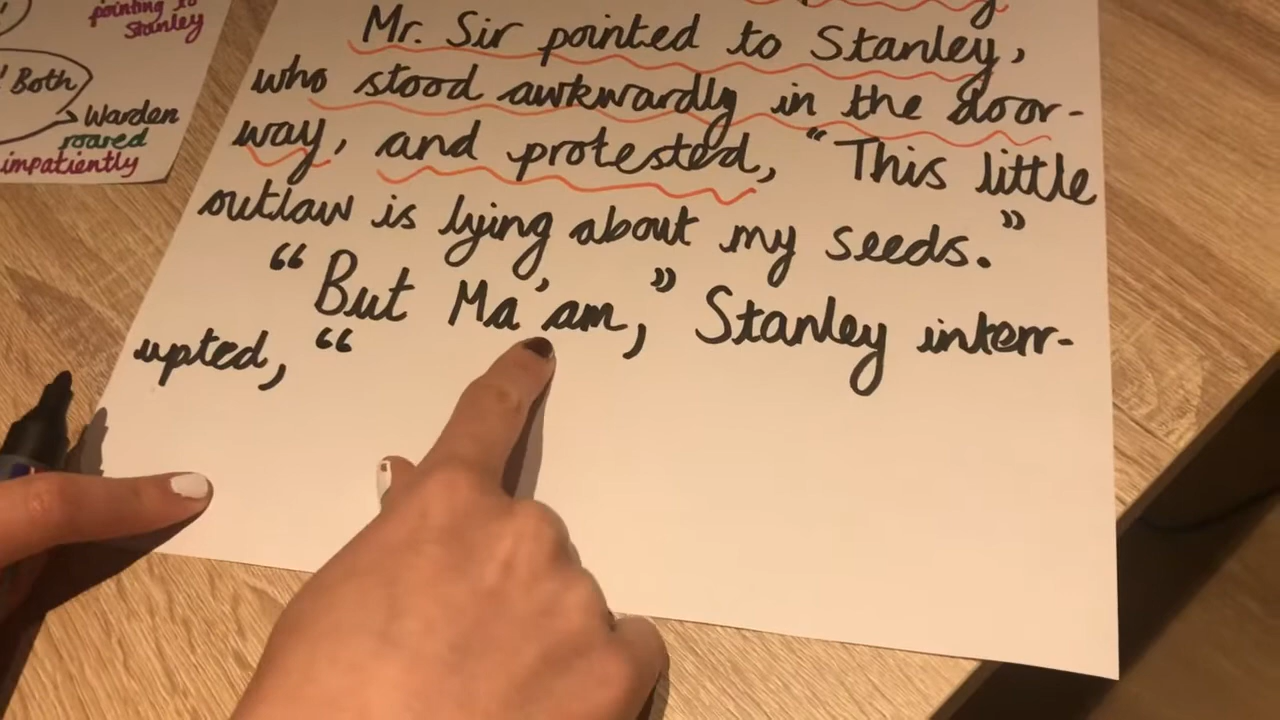 pointing to
Stanley
! Both
Warden
roared
impatiently
Mr. Sir pointed to Stanley,
who stood awkwardly in the door-
way, and protested, “This little
outlaw is lying about my seeds.”
“But Ma'am,” Stanley interr-
upted, “